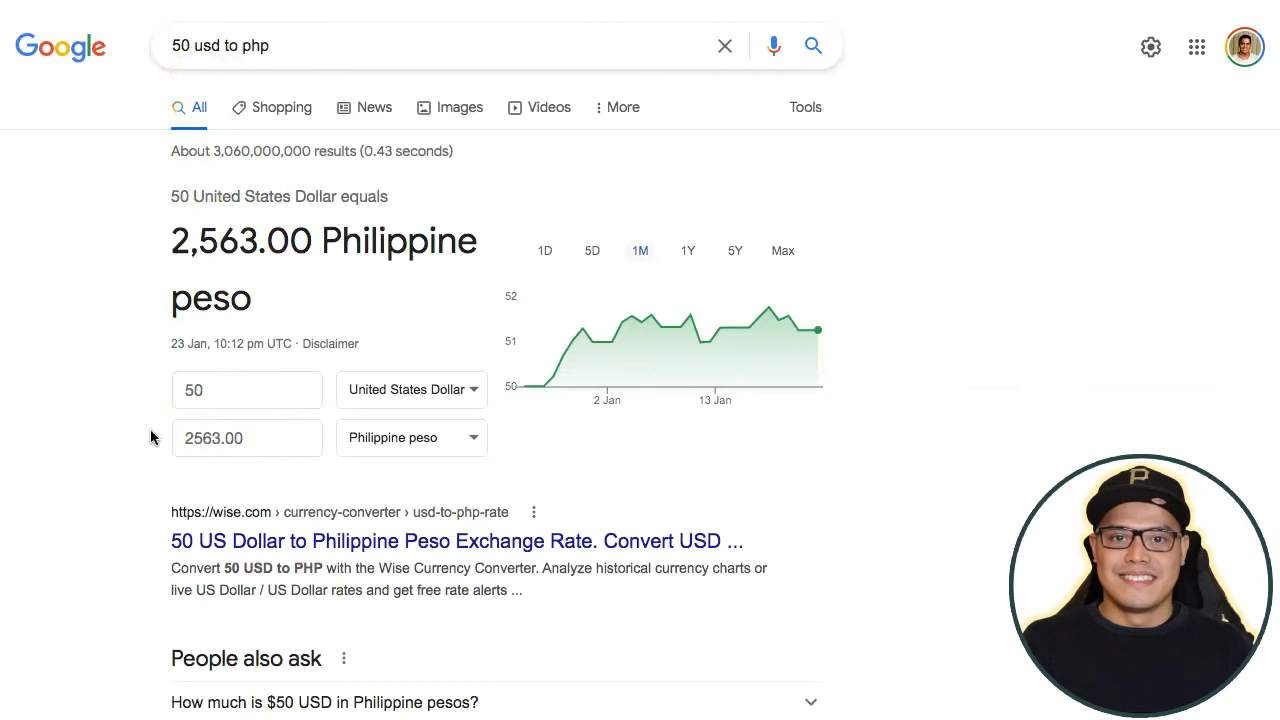 Google
50 usd to php
All
Shopping
News
Images
Videos
More
Tools
About 3,060,000,000 results (0.43 seconds)
50 United States Dollar equals
2,563.00 Philippine
peso
23 Jan, 10:12 pm UTC · Disclaimer
50
United States Dollar
2563.00
Philippine peso
1D
5D
1M
1Y
5Y
Max
52
51
50
2 Jan
13 Jan
https://wise.com › currency-converter › usd-to-php-rate
50 US Dollar to Philippine Peso Exchange Rate. Convert USD ...
Convert 50 USD to PHP with the Wise Currency Converter. Analyze historical currency charts or
live US Dollar / US Dollar rates and get free rate alerts ...
People also ask
How much is $50 USD in Philippine pesos?
P